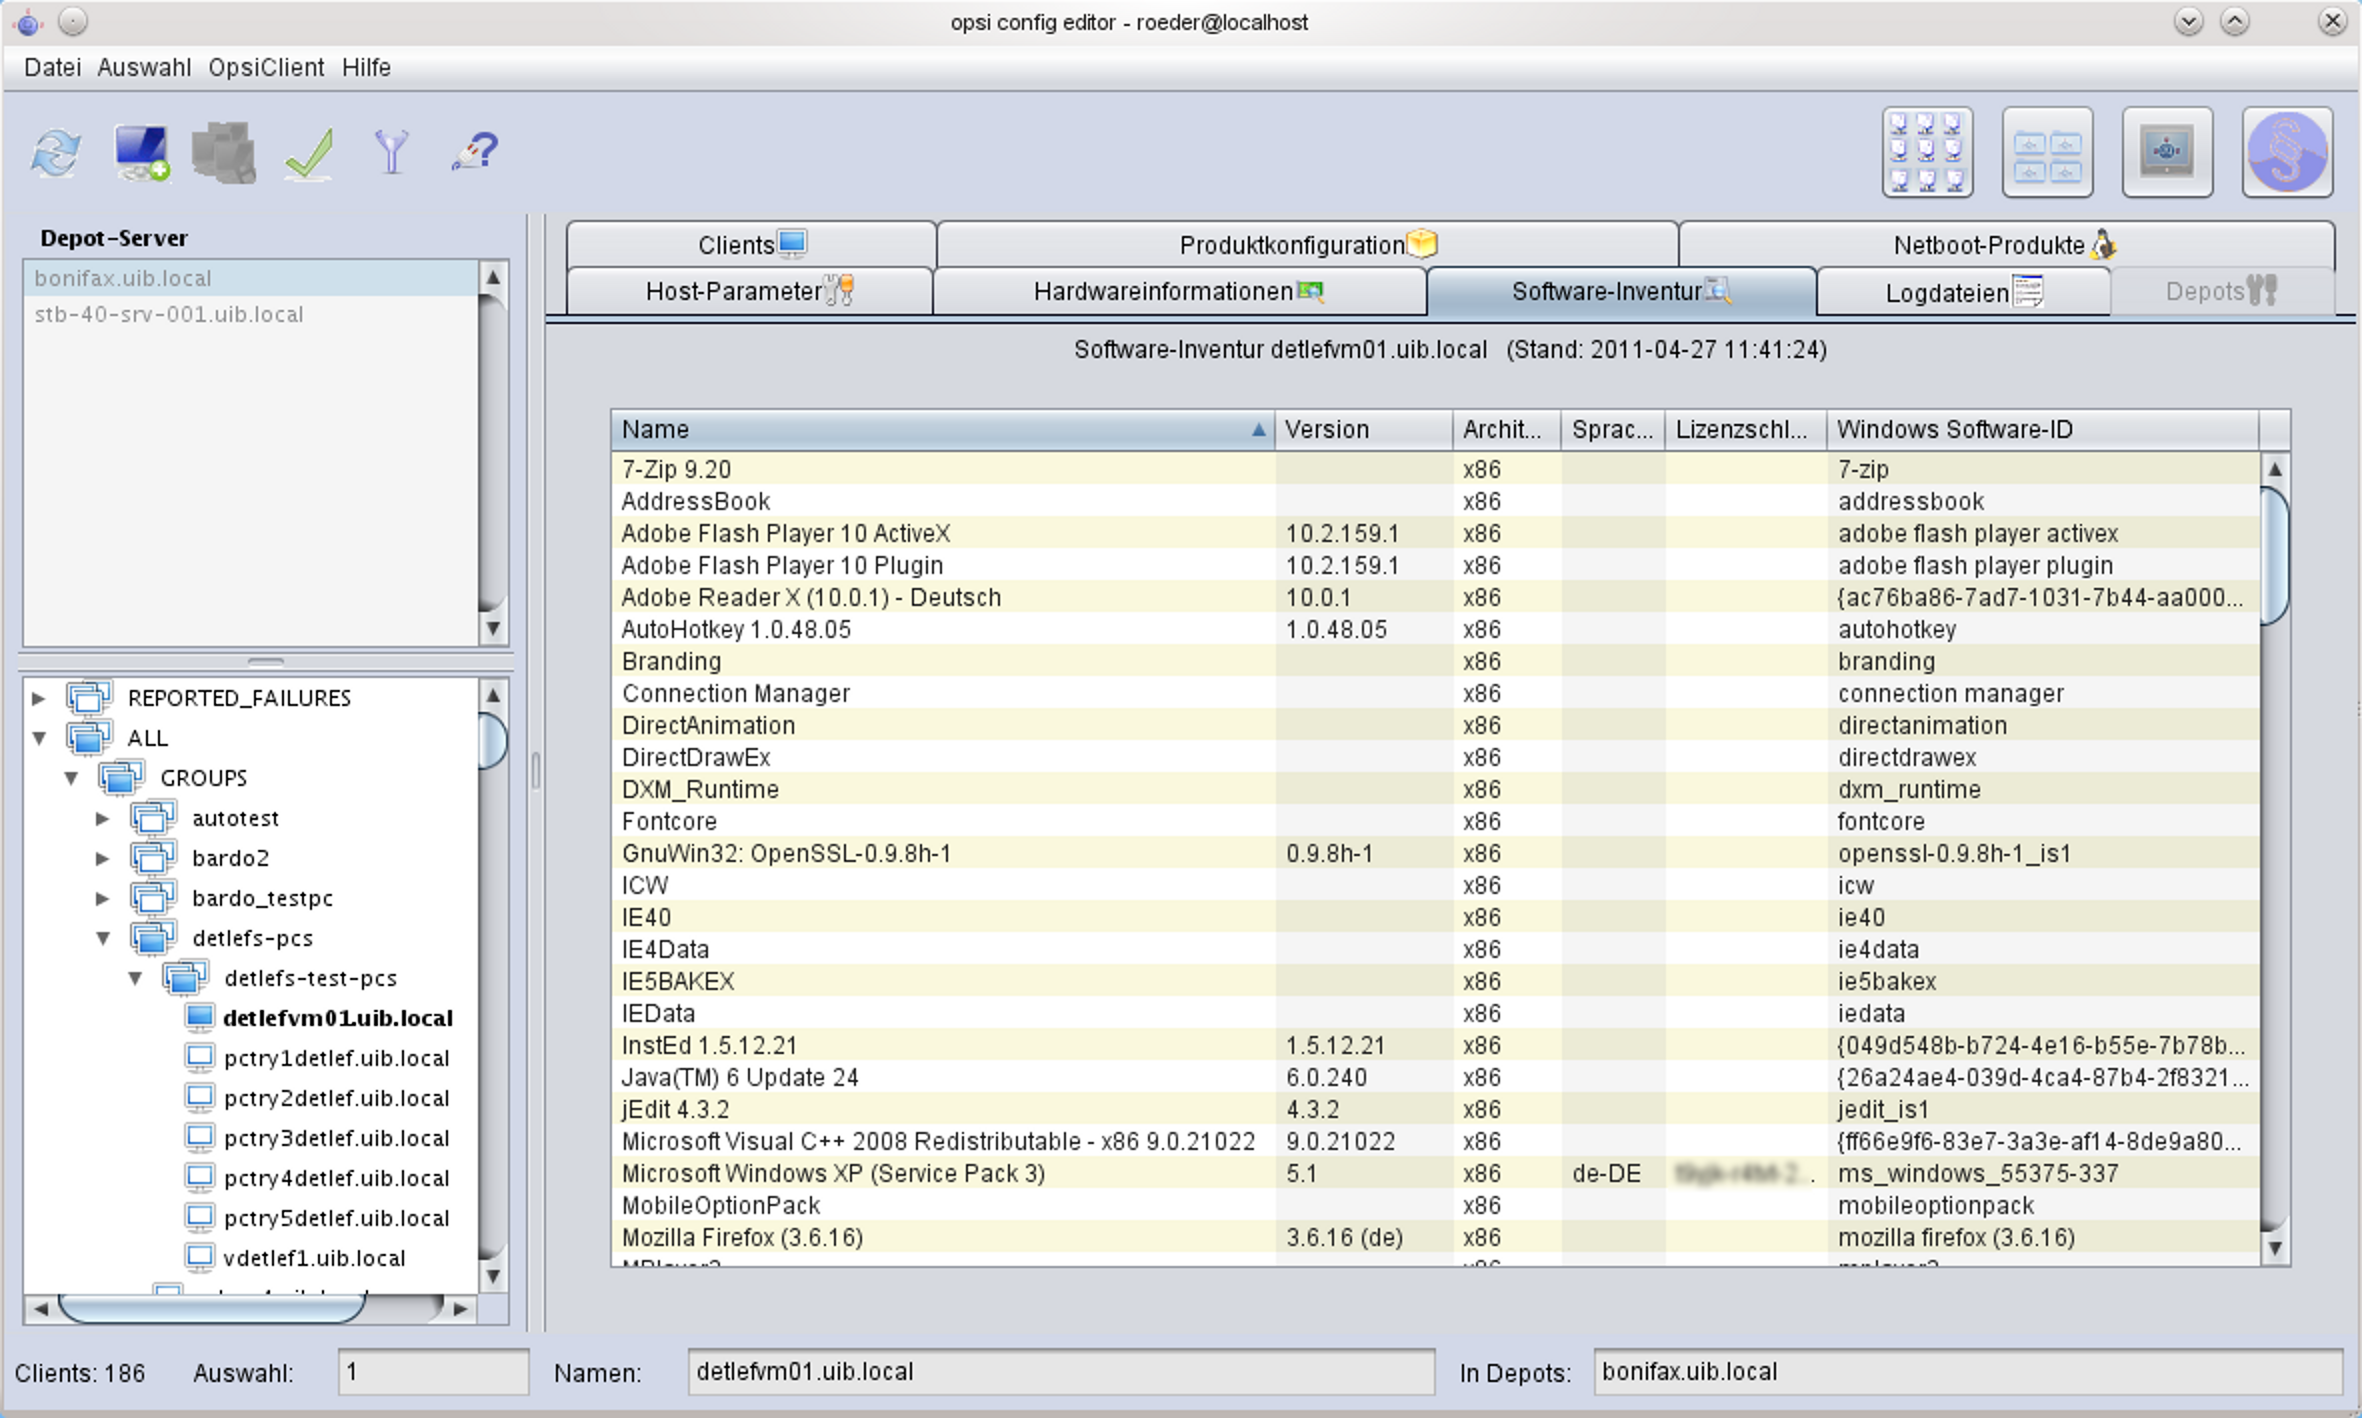 opsi config editor - roeder@localhost
Datei Auswahl OpsiClient Hilfe
Depot-Server
bonifax.uib.local
stb-40-srv-001.uib.local
REPORTED_FAILURES
ALL
GROUPS
autotest
bardo2
bardo_testpc
detlefs-pcs
detlefs-test-pcs
detlefvm01.uib.local
pctry1detlef.uib.local
pctry2detlef.uib.local
pctry3detlef.uib.local
pctry4detlef.uib.local
pctry5detlef.uib.local
vdetlef1.uib.local
Clients Produktkonfiguration Netboot-Produkte
Host-Parameter Hardwareinformationen Software-Inventur Logdateien Depots
Software-Inventur detlefvm01.uib.local (Stand: 2011-04-27 11:41:24)
Name Version Archit... Sprac... Lizenzschl... Windows Software-ID
7-Zip 9.20 x86 7-zip
AddressBook x86 addressbook
Adobe Flash Player 10 ActiveX 10.2.159.1 x86 adobe flash player activex
Adobe Flash Player 10 Plugin 10.2.159.1 x86 adobe flash player plugin
Adobe Reader X (10.0.1) - Deutsch 10.0.1 x86 {ac76ba86-7ad7-1031-7b44-aa000...
AutoHotkey 1.0.48.05 1.0.48.05 x86 autohotkey
Branding x86 branding
Connection Manager x86 connection manager
DirectAnimation x86 directanimation
DirectDrawEx x86 directdrawex
DXM_Runtime x86 dxm_runtime
Fontcore x86 fontcore
GnuWin32: OpenSSL-0.9.8h-1 0.9.8h-1 x86 openssl-0.9.8h-1_is1
ICW x86 icw
IE40 x86 ie40
IE4Data x86 ie4data
IE5BAKEX x86 ie5bakex
IEData x86 iedata
InstEd 1.5.12.21 1.5.12.21 x86 {049d548b-b724-4e16-b55e-7b78b...
Java(TM) 6 Update 24 6.0.240 x86 {26a24ae4-039d-4ca4-87b4-2f8321...
jEdit 4.3.2 4.3.2 x86 jedit_is1
Microsoft Visual C++ 2008 Redistributable - x86 9.0.21022 9.0.21022 x86 {ff66e9f6-83e7-3a3e-af14-8de9a80...
Microsoft Windows XP (Service Pack 3) 5.1 x86 de-DE ms_windows_55375-337
MobileOptionPack x86 mobileoptionpack
Mozilla Firefox (3.6.16) 3.6.16 (de) x86 mozilla firefox (3.6.16)
Clients: 186 Auswahl: 1 Namen: detlefvm01.uib.local In Depots: bonifax.uib.local